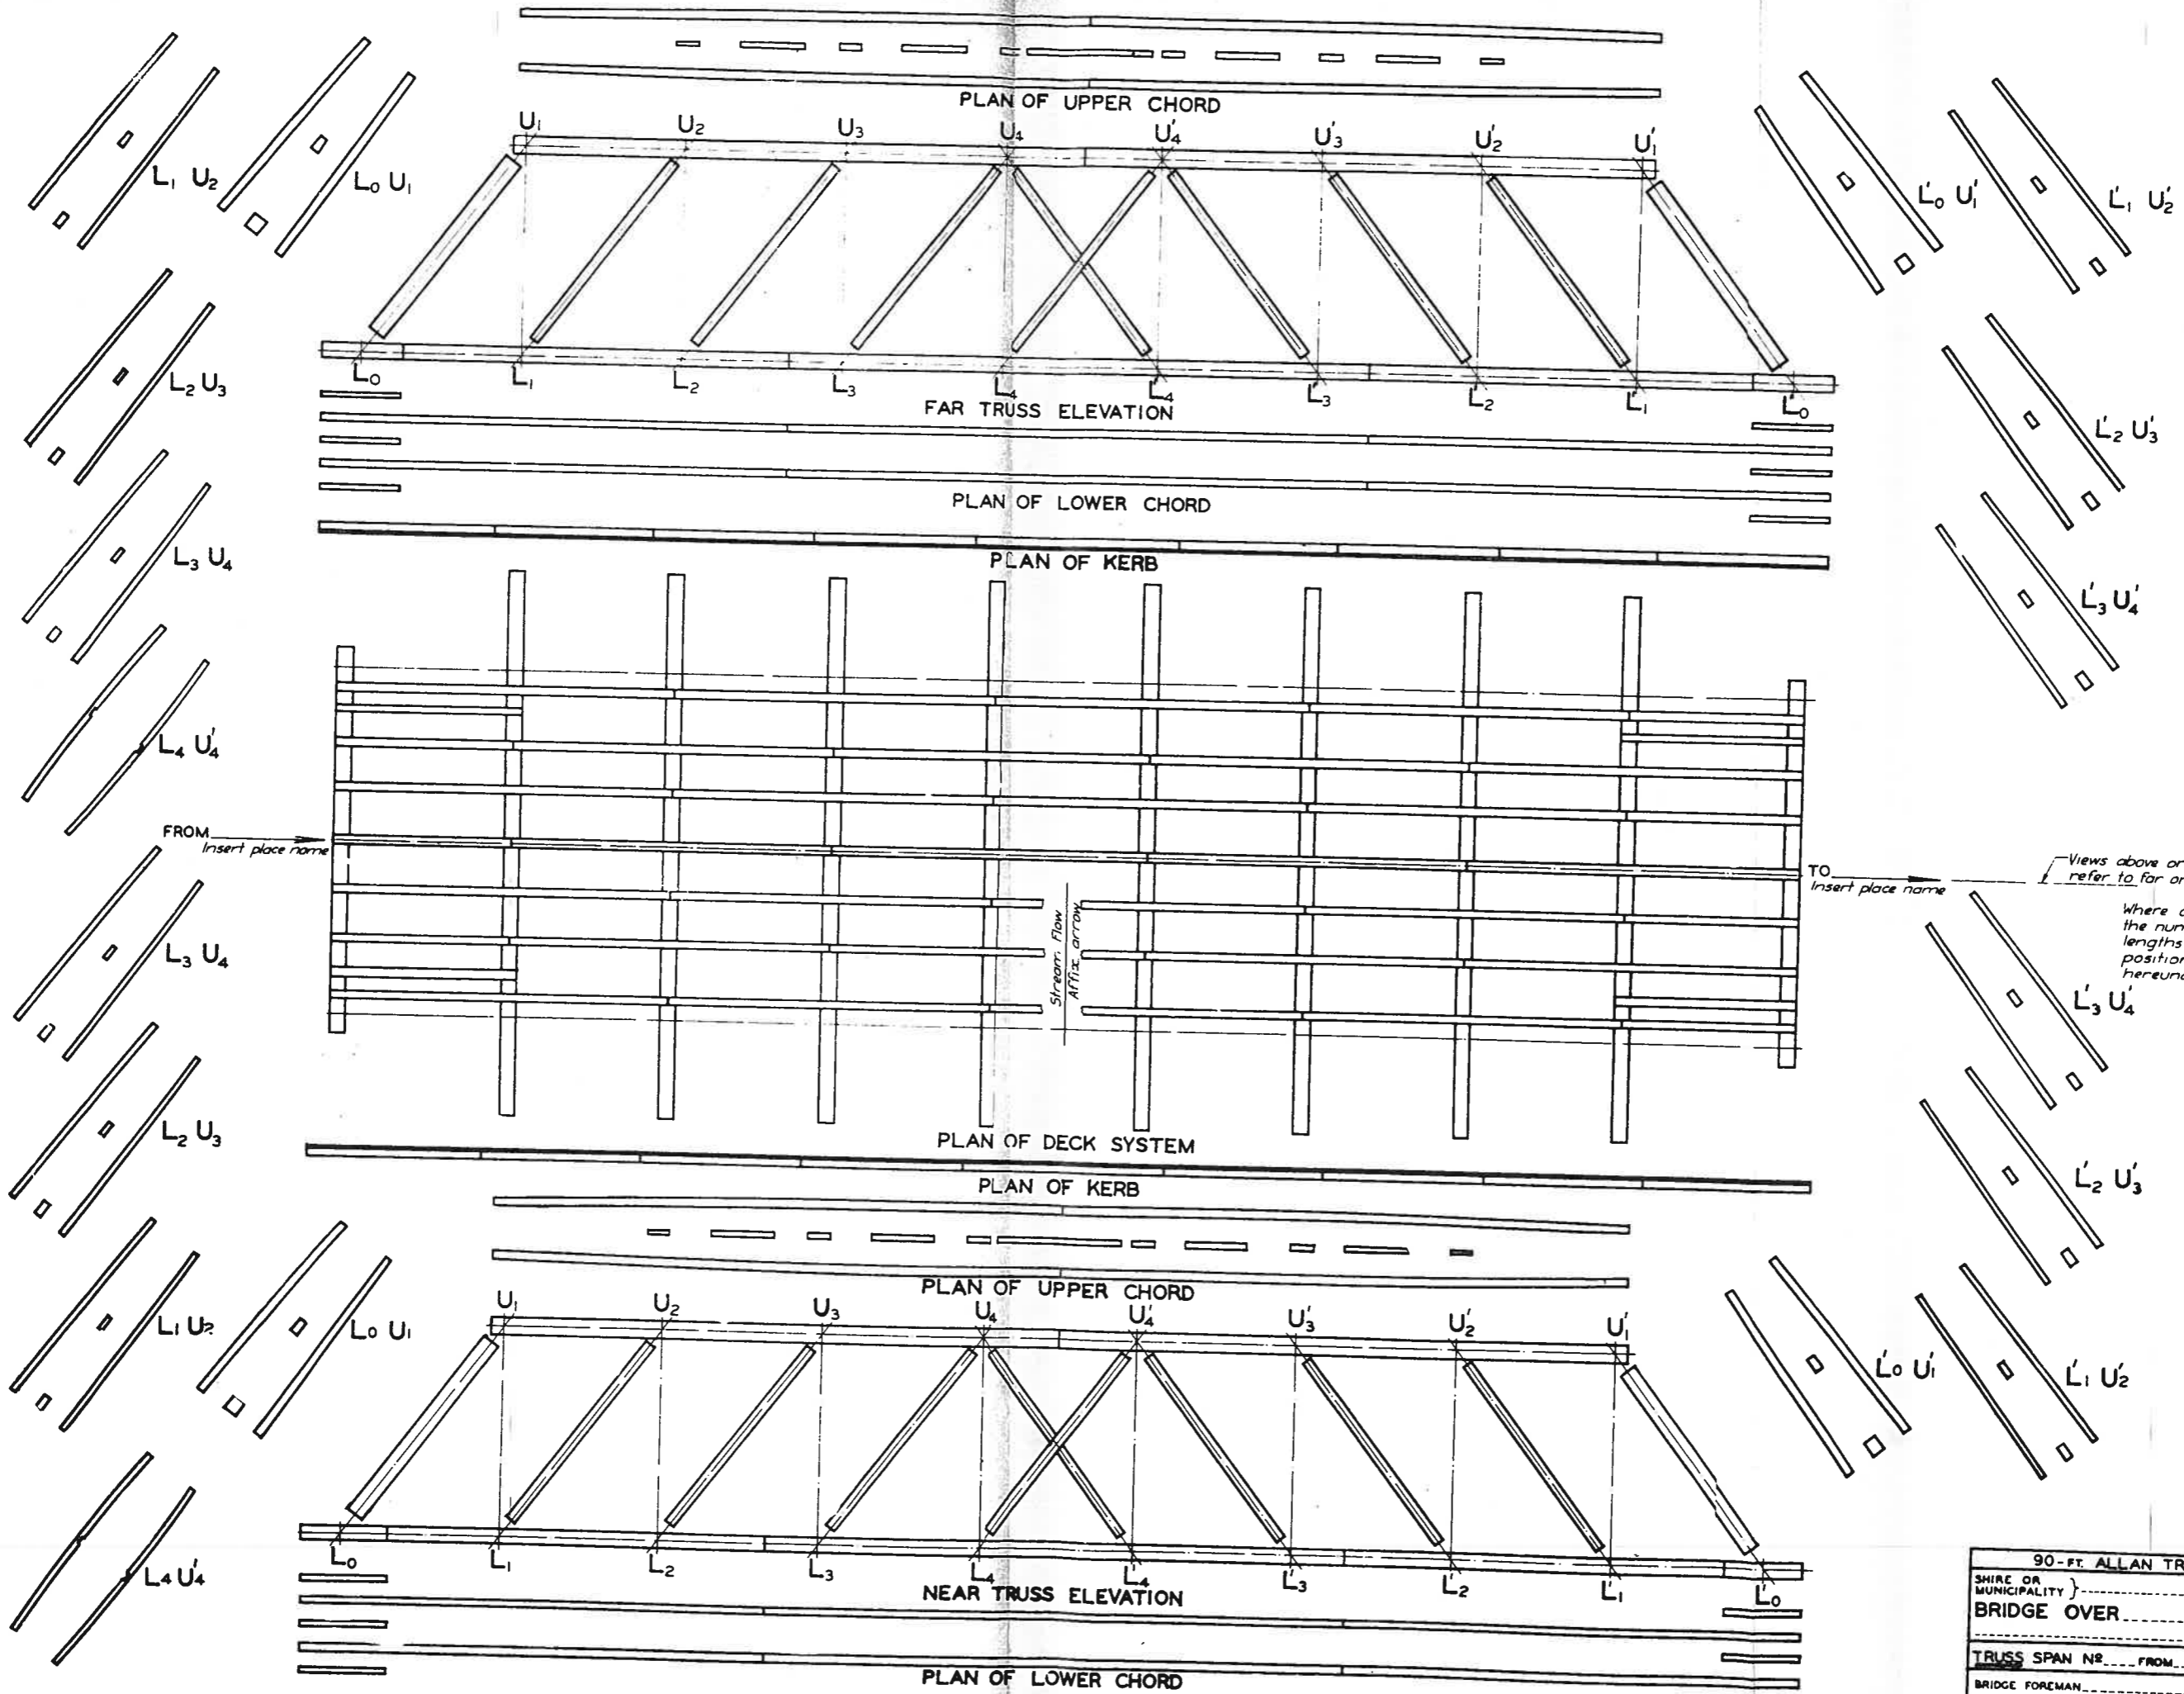 PLAN OF UPPER CHORD
U₁ U₂ U₃ U₄ U'₄ U'₃ U'₂ U'₁
L₁ U₂
L₀ U₁
L'₀ U'₁
L'₁ U'₂
L₀ L₁ L₂ L₃ L₄ L'₄ L'₃ L'₂ L'₁ L'₀
FAR TRUSS ELEVATION
L₂ U₃
L'₂ U'₃
PLAN OF LOWER CHORD
PLAN OF KERB
L₃ U₄
L'₃ U'₄
L₄ U'₄
FROM
Insert place name
TO
Insert place name
Views above or
refer to far or
Where
the
lengths
position
Stream Flow
Affix arrow
L₃ U₄
L'₃ U'₄
PLAN OF DECK SYSTEM
L₂ U₃
L'₂ U'₃
PLAN OF KERB
PLAN OF UPPER CHORD
U₁ U₂ U₃ U₄ U'₄ U'₃ U'₂ U'₁
L₁ U₂
L₀ U₁
L'₀ U'₁
L'₁ U'₂
L₀ L₁ L₂ L₃ L₄ L'₄ L'₃ L'₂ L'₁ L'₀
L₄ U'₄
NEAR TRUSS ELEVATION
PLAN OF LOWER CHORD
90-FT. ALLAN TR
SHIRE OR
MUNICIPALITY }
BRIDGE OVER
TRUSS SPAN Nº FROM
BRIDGE FOREMAN